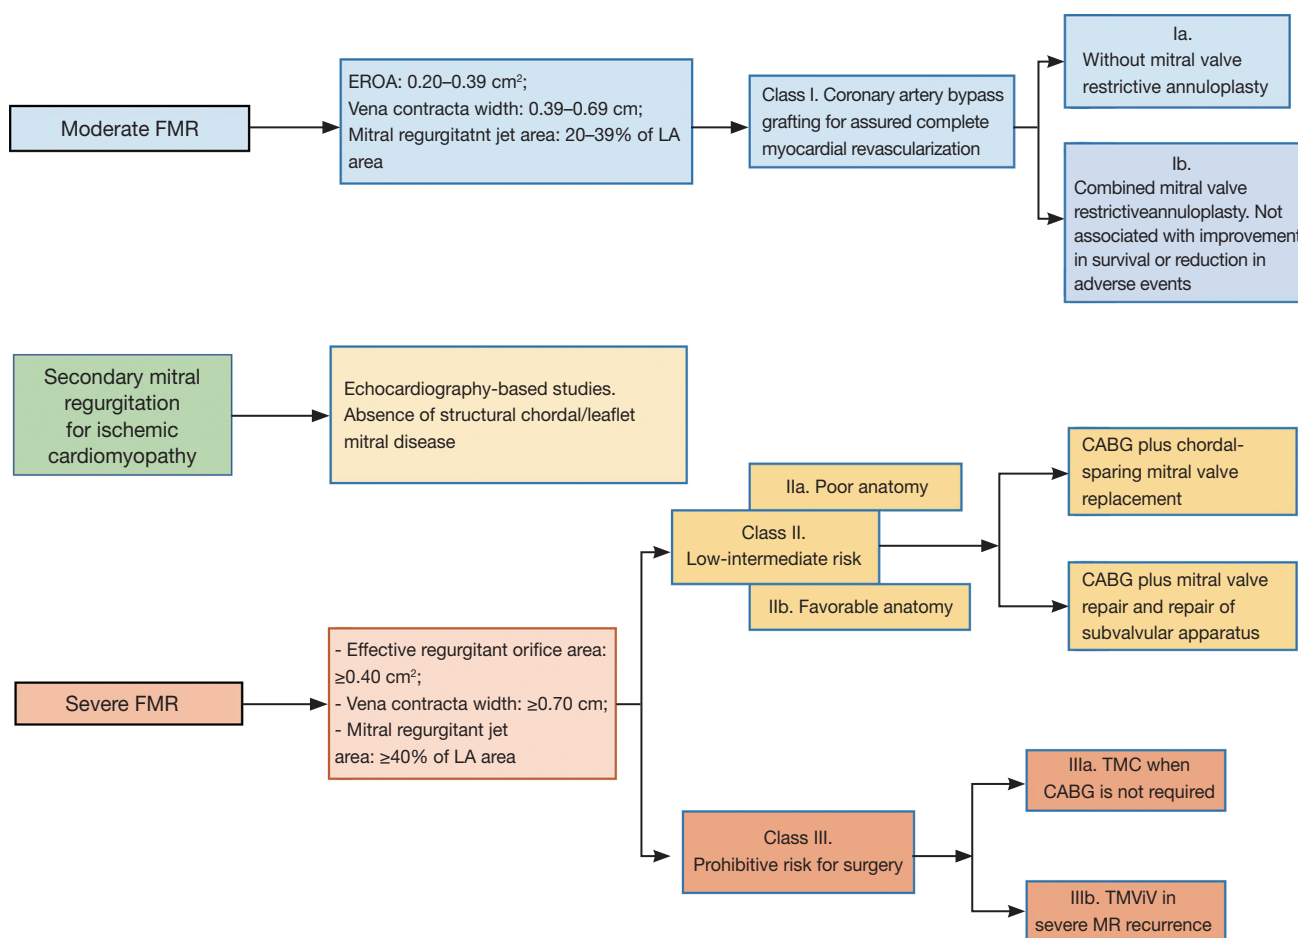 Moderate FMR
EROA: 0.20–0.39 cm²;
Vena contracta width: 0.39–0.69 cm;
Mitral regurgitatnt jet area: 20–39% of LA
area
Class I. Coronary artery bypass
grafting for assured complete
myocardial revascularization
Ia.
Without mitral valve
restrictive annuloplasty
Ib.
Combined mitral valve
restrictiveannuloplasty. Not
associated with improvement
in survival or reduction in
adverse events
Secondary mitral
regurgitation
for ischemic
cardiomyopathy
Echocardiography-based studies.
Absence of structural chordal/leaflet
mitral disease
Severe FMR
- Effective regurgitant orifice area:
≥0.40 cm²;
- Vena contracta width: ≥0.70 cm;
- Mitral regurgitant jet
area: ≥40% of LA area
IIa. Poor anatomy
Class II.
Low-intermediate risk
IIb. Favorable anatomy
CABG plus chordal-
sparing mitral valve
replacement
CABG plus mitral valve
repair and repair of
subvalvular apparatus
Class III.
Prohibitive risk for surgery
IIIa. TMC when
CABG is not required
IIIb. TMViV in
severe MR recurrence